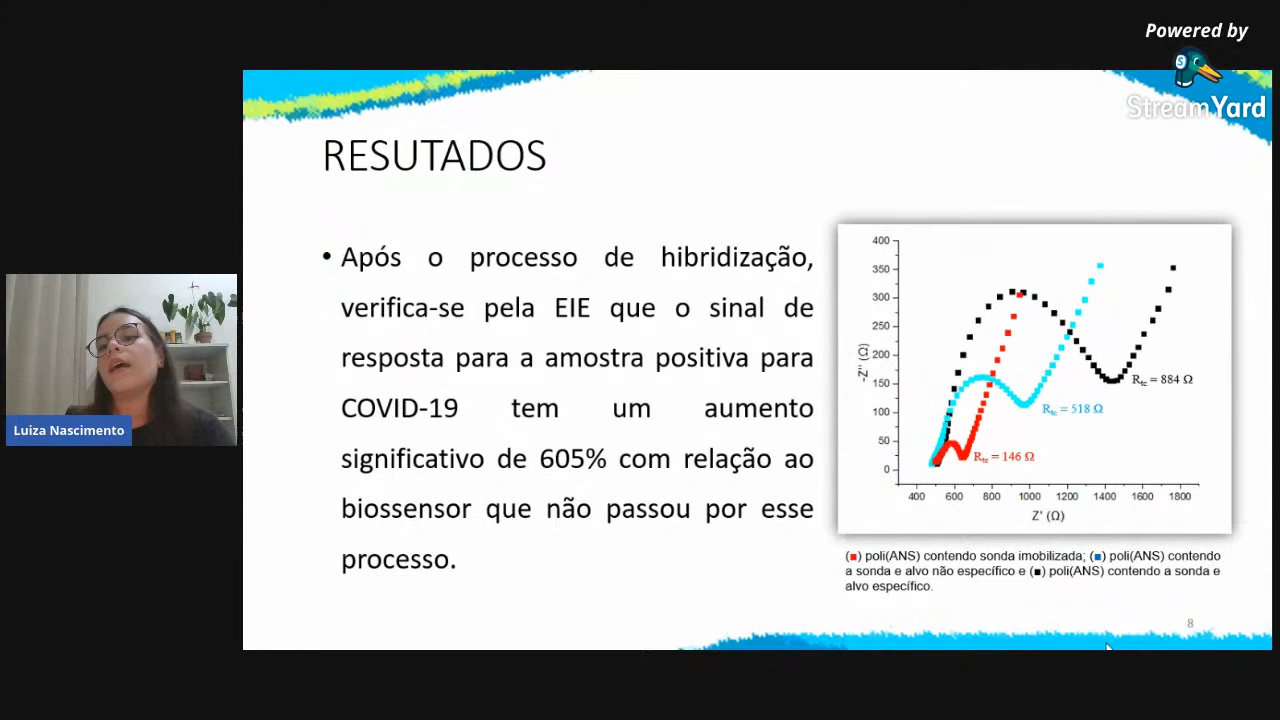 Powered by
StreamYard
RESUTADOS
• Após o processo de hibridização,
verifica-se pela EIE que o sinal de
resposta para a amostra positiva para
COVID-19 tem um aumento
significativo de 605% com relação ao
biossensor que não passou por esse
processo.
Luiza Nascimento
400
350
300
250
200
150
100
50
0
-Z'' (Ω)
Rtc = 884 Ω
Rtc = 518 Ω
Rtc = 146 Ω
400 600 800 1000 1200 1400 1600 1800
Z' (Ω)
(■) poli(ANS) contendo sonda imobilizada; (■) poli(ANS) contendo
a sonda e alvo não específico e (■) poli(ANS) contendo a sonda e
alvo específico.
8